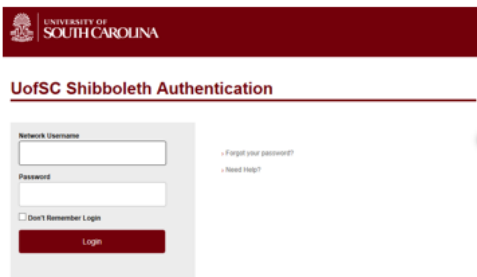 UNIVERSITY OF
SOUTH CAROLINA
UofSC Shibboleth Authentication
Network Username
› Forgot your password?
› Need Help?
Password
Don't Remember Login
Login